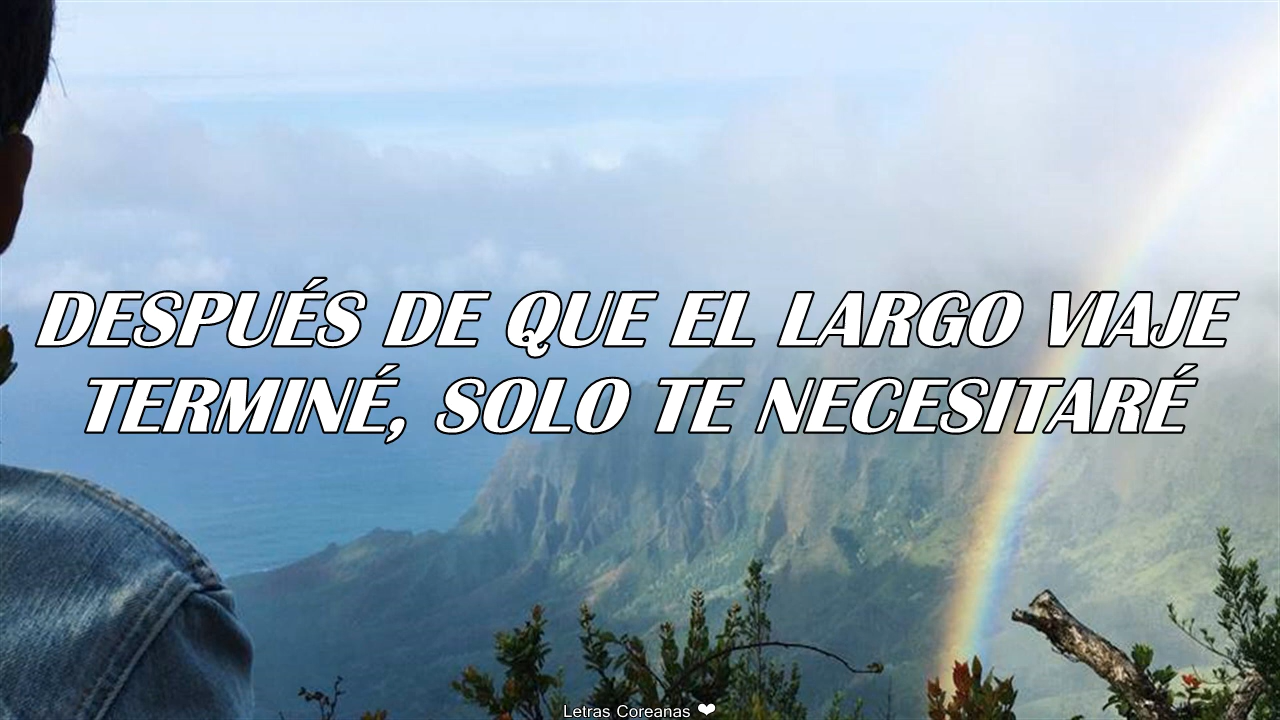 DESPUÉS DE QUE EL LARGO VIAJE
TERMINÉ, SOLO TE NECESITARÉ
Letras Coreanas ❤